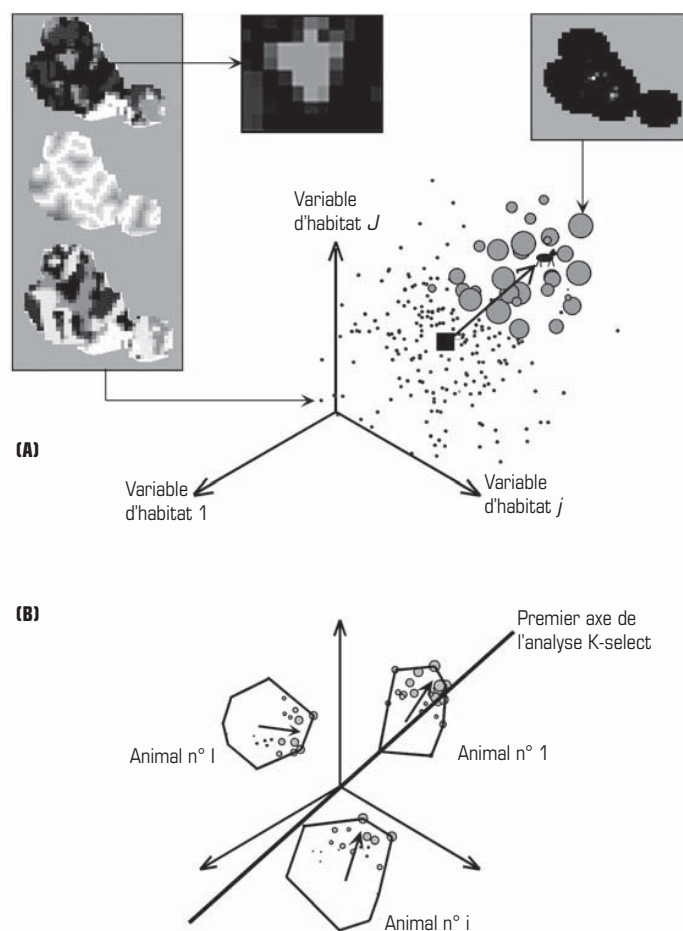 Variable
d'habitat J
(A)
Variable
d'habitat 1
Variable
d'habitat j
(B)
Premier axe de
l'analyse K-select
Animal n° I
Animal n° 1
Animal n° i